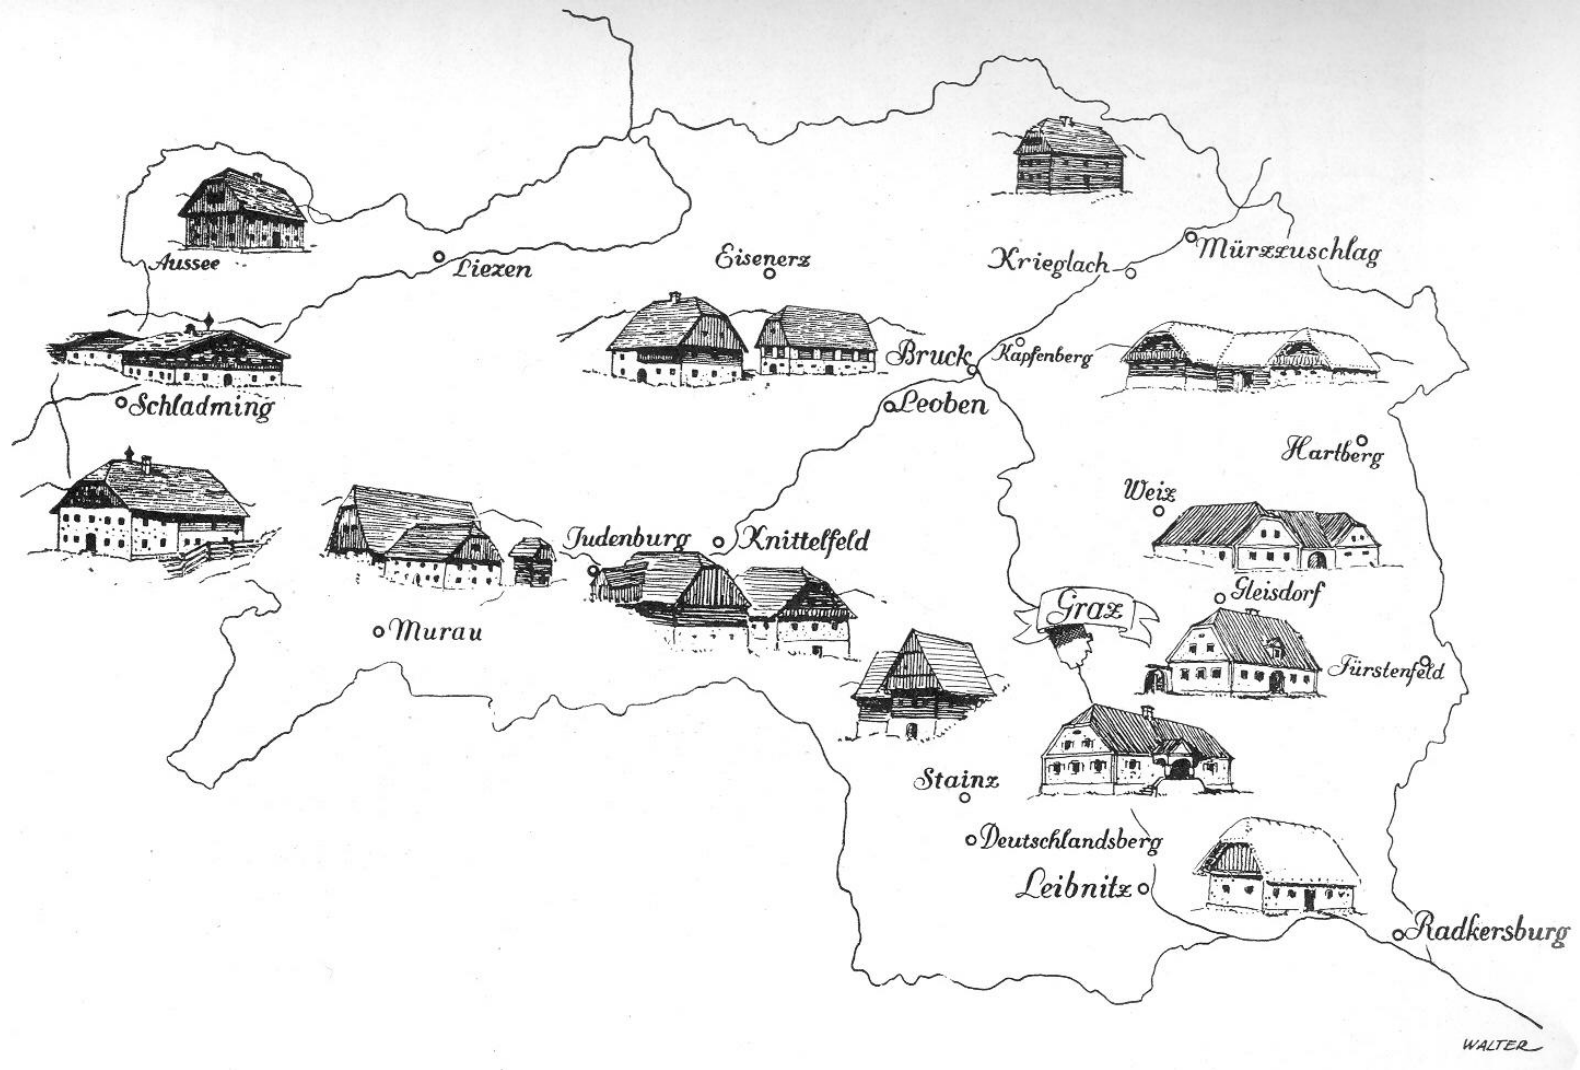 Aussee
Liezen
Eisenerz
Krieglach
Mürzzuschlag
Bruck
Kapfenberg
Schladming
Leoben
Hartberg
Weiz
Judenburg
Knittelfeld
Gleisdorf
Graz
Murau
Fürstenfeld
Stainz
Deutschlandsberg
Leibnitz
Radkersburg
WALTER